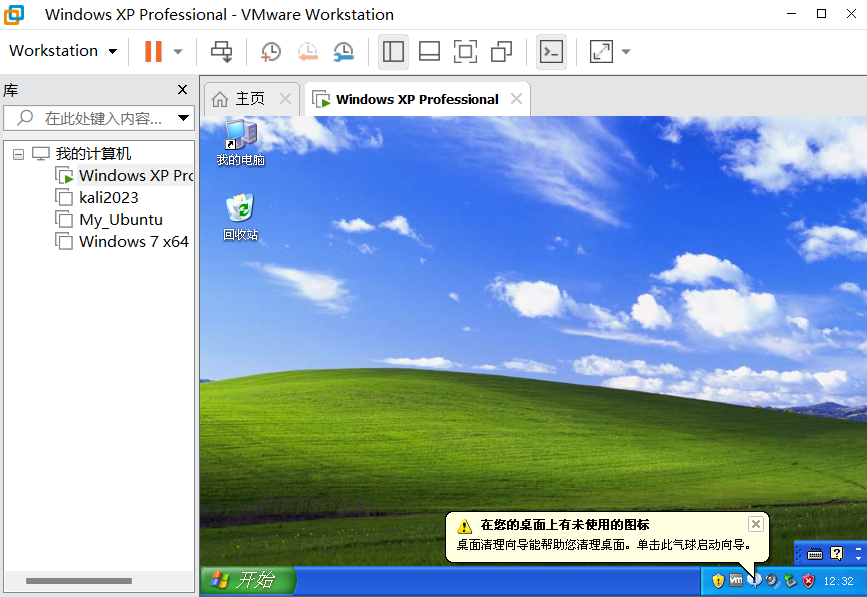 Windows XP Professional - VMware Workstation
Workstation
库
在此处键入内容...
我的计算机
Windows XP Pro
kali2023
My_Ubuntu
Windows 7 x64
主页
Windows XP Professional
我的电脑
回收站
在您的桌面上有未使用的图标
桌面清理向导能帮助您清理桌面。单击此气球启动向导。
开始
vm
12:32